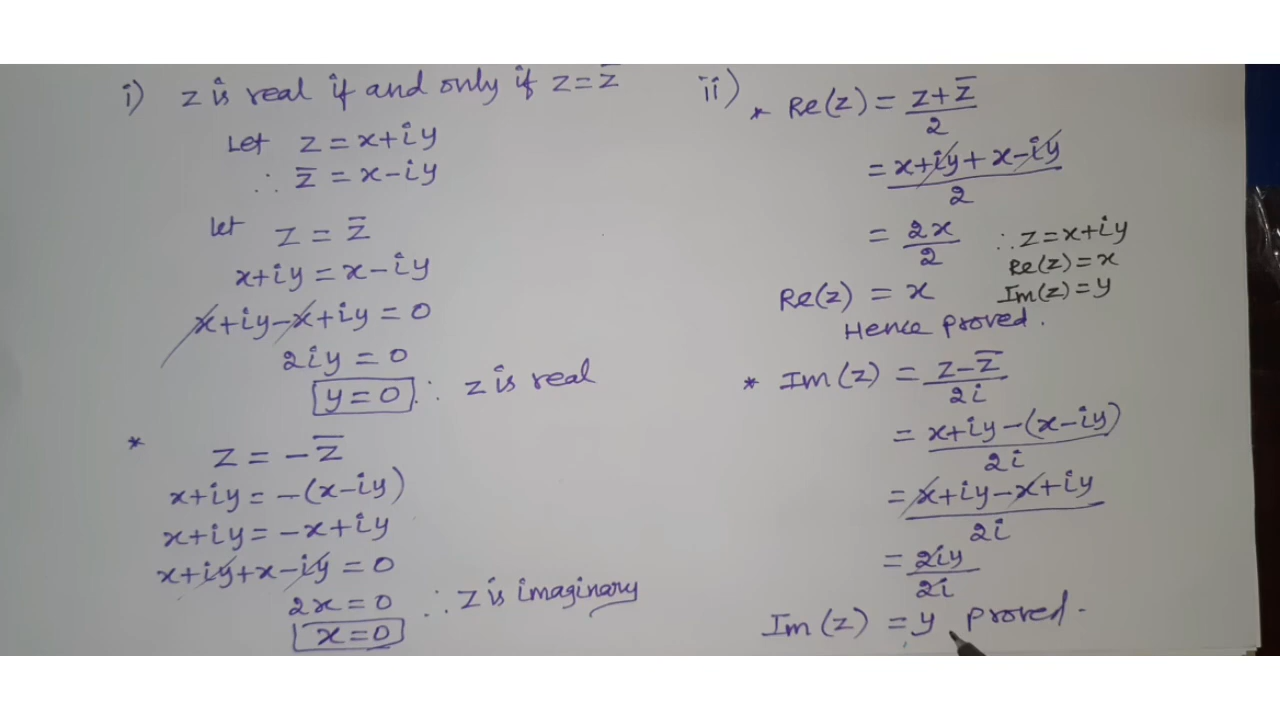 i) z is real if and only if z = z̅
Let z = x+iy
∴ z̅ = x-iy
let z = z̅
x+iy = x-iy
x+iy-x+iy = 0
2iy = 0
y=0 ∴ z is real
* z = -z̅
x+iy = -(x-iy)
x+iy = -x+iy
x+iy+x-iy = 0
2x=0
x=0 ∴ z is imaginary
ii) * Re(z) = (z+z̅)/2
= (x+iy+x-iy)/2
= 2x/2
∴ z=x+iy
Re(z)=x
Im(z)=y
Re(z) = x
Hence proved.
* Im(z) = (z-z̅)/2i
= (x+iy-(x-iy))/2i
= (x+iy-x+iy)/2i
= 2iy/2i
Im(z) = y proved.